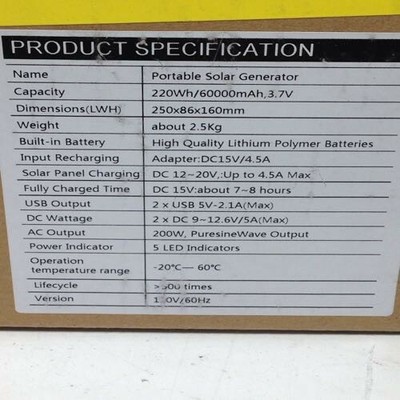 PRODUCT SPECIFICATION
Name Portable Solar Generator
Capacity 220Wh/60000mAh, 3.7V
Dimensions(LWH) 250x86x160mm
Weight about 2.5Kg
Built-in Battery High Quality Lithium Polymer Batteries
Input Recharging Adapter:DC15V/4.5A
Solar Panel Charging DC 12~20V,:Up to 4.5A Max
Fully Charged Time DC 15V:about 7~8 hours
USB Output 2 x USB 5V-2.1A(Max)
DC Wattage 2 x DC 9~12.6V/5A(Max)
AC Output 200W, PuresineWave Output
Power Indicator 5 LED Indicators
Operation
temperature range -20°C— 60°C
Lifecycle times
Version